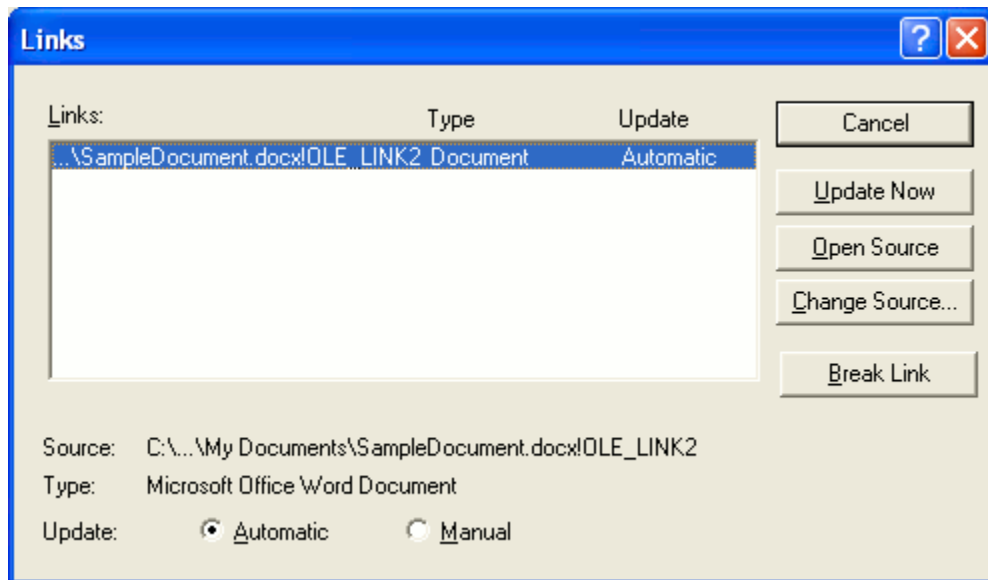 Links
Links: Type Update
...\SampleDocument.docx!OLE_LINK2 Document Automatic
Cancel
Update Now
Open Source
Change Source...
Break Link
Source: C:\...\My Documents\SampleDocument.docx!OLE_LINK2
Type: Microsoft Office Word Document
Update: Automatic Manual